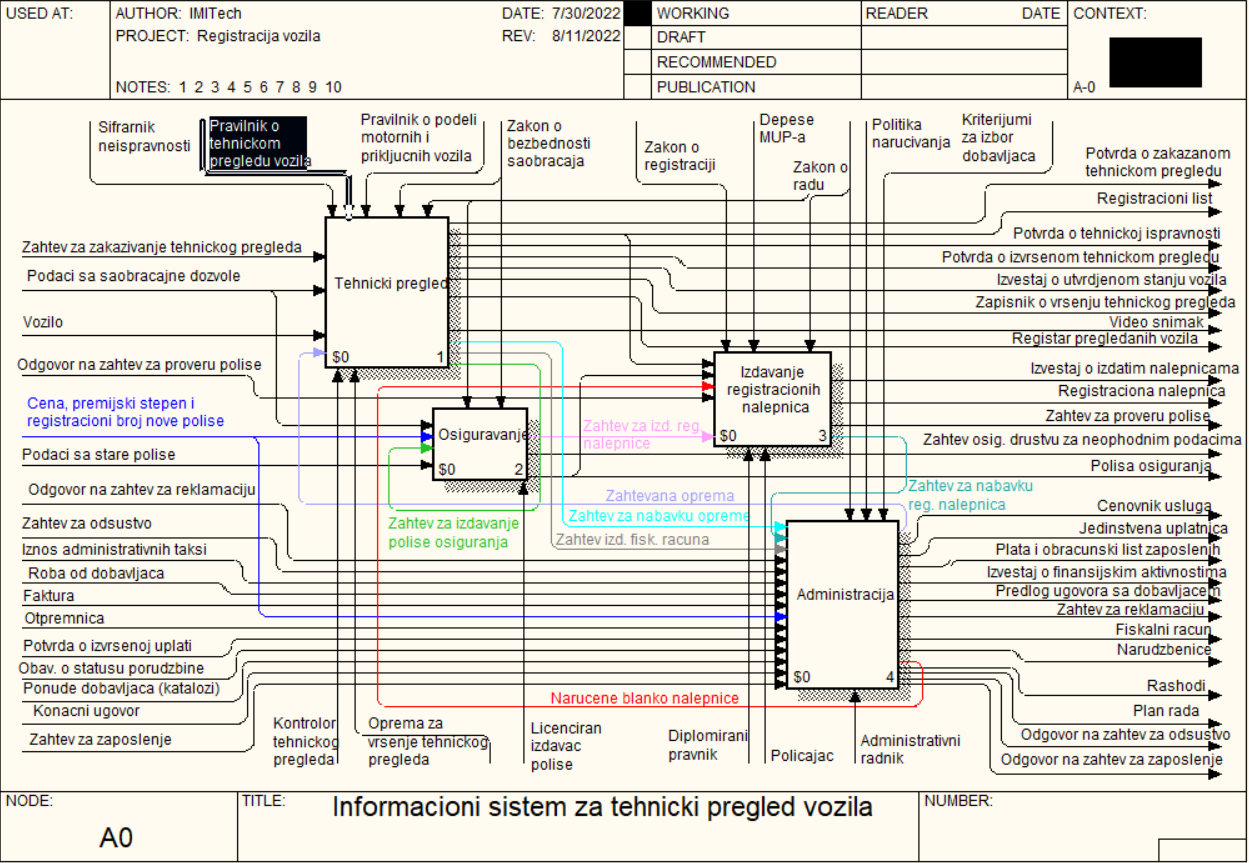 USED AT:
AUTHOR: IMITech
DATE: 7/30/2022
WORKING
READER
DATE
CONTEXT:
PROJECT: Registracija vozila
REV: 8/11/2022
DRAFT
RECOMMENDED
NOTES: 1 2 3 4 5 6 7 8 9 10
PUBLICATION
A-0
Sifrarnik
neispravnosti
Pravilnik o
tehnickom
pregledu vozila
Pravilnik o podeli
motornih i
prikljucnih vozila
Zakon o
bezbednosti
saobracaja
Zakon o
registraciji
Depese
MUP-a
Zakon o
radu
Politika
narucivanja
Kriterijumi
za izbor
dobavljaca
Zahtev za zakazivanje tehnickog pregleda
Podaci sa saobracajne dozvole
Vozilo
Odgovor na zahtev za proveru polise
Cena, premijski stepen i
registracioni broj nove polise
Podaci sa stare polise
Odgovor na zahtev za reklamaciju
Zahtev za odsustvo
Iznos administrativnih taksi
Roba od dobavljaca
Faktura
Otpremnica
Potvrda o izvrsenoj uplati
Obav. o statusu porudzbine
Ponude dobavljaca (katalozi)
Konacni ugovor
Zahtev za zaposlenje
Tehnicki pregled
$0 1
Osiguravanje
$0 2
Izdavanje
registracionih
nalepnica
$0 3
Administracija
$0 4
Zahtev za izd. reg.
nalepnice
Zahtevana oprema
Zahtev za nabavku opreme
Zahtev izd. fisk. racuna
Zahtev za izdavanje
polise osiguranja
Zahtev za nabavku
reg. nalepnica
Narucene blanko nalepnice
Potvrda o zakazanom
tehnickom pregledu
Registracioni list
Potvrda o tehnickoj ispravnosti
Potvrda o izvrsenom tehnickom pregledu
Izvestaj o utvrdjenom stanju vozila
Zapisnik o vrsenju tehnickog pregleda
Video snimak
Registar pregledanih vozila
Izvestaj o izdatim nalepnicama
Registraciona nalepnica
Zahtev za proveru polise
Zahtev osig. drustvu za neophodnim podacima
Polisa osiguranja
Cenovnik usluga
Jedinstvena uplatnica
Plata i obracunski list zaposlenih
Izvestaj o finansijskim aktivnostima
Predlog ugovora sa dobavljacem
Zahtev za reklamaciju
Fiskalni racun
Narudzbenice
Rashodi
Plan rada
Odgovor na zahtev za odsustvo
Odgovor na zahtev za zaposlenje
Kontrolor
tehnickog
pregleda
Oprema za
vrsenje tehnickog
pregleda
Licenciran
izdavac
polise
Diplomirani
pravnik
Policajac
Administrativni
radnik
NODE:
A0
TITLE:
Informacioni sistem za tehnicki pregled vozila
NUMBER: